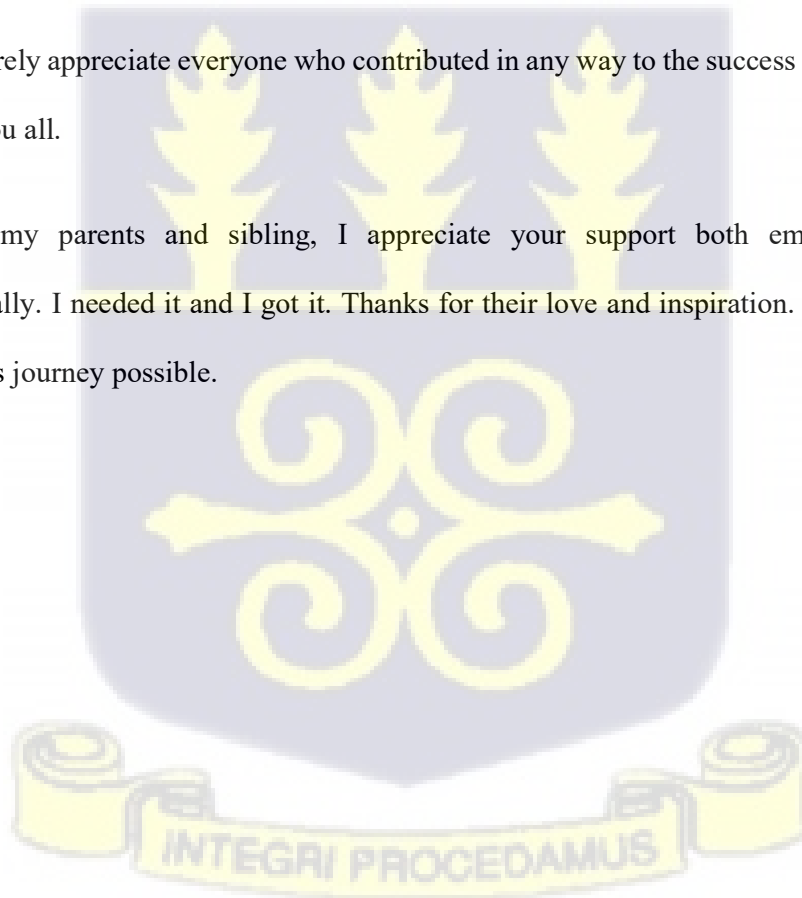 rely appreciate everyone who contributed in any way to the success
ou all.
my parents and sibling, I appreciate your support both em
ally. I needed it and I got it. Thanks for their love and inspiration.
s journey possible.
INTEGRI PROCEDAMUS